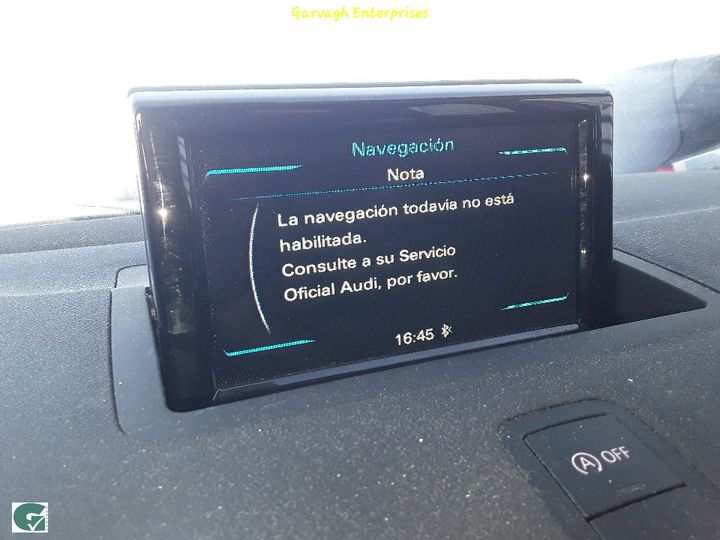 Garvagh Enterprises
Navegación
Nota
La navegación todavía no está
habilitada.
Consulte a su Servicio
Oficial Audi, por favor.
16:45
A OFF
G